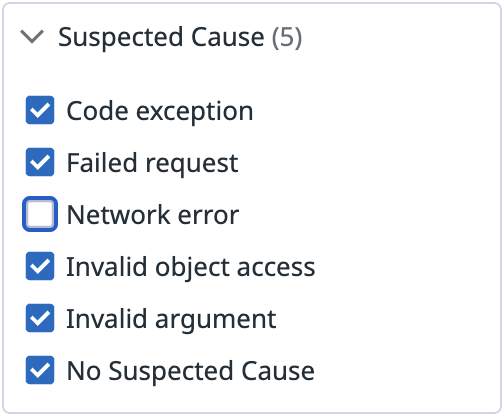 Suspected Cause (5)
Code exception
Failed request
Network error
Invalid object access
Invalid argument
No Suspected Cause